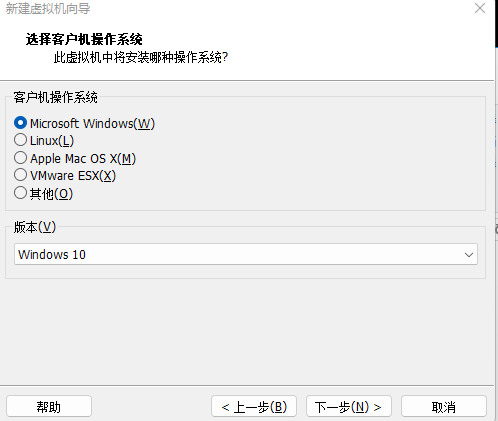 新建虚拟机向导
选择客户机操作系统
此虚拟机中将安装哪种操作系统?
客户机操作系统
Microsoft Windows(W)
Linux(L)
Apple Mac OS X(M)
VMware ESX(X)
其他(O)
版本(V)
Windows 10
帮助
< 上一步(B)
下一步(N) >
取消